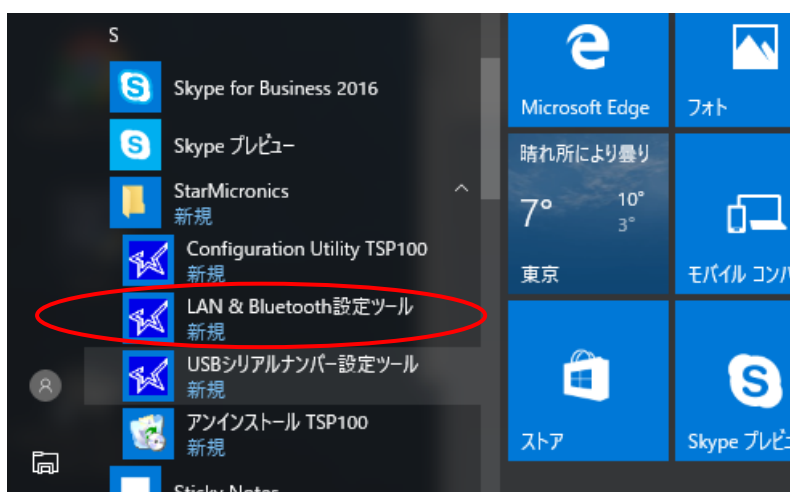 S
Skype for Business 2016
Skype プレビュー
StarMicronics
新規
Configuration Utility TSP100
新規
LAN & Bluetooth設定ツール
新規
USBシリアルナンバー設定ツール
新規
アンインストール TSP100
新規
Sticky Notes
Microsoft Edge
フォト
晴れ所により曇り
7°
10°
3°
東京
モバイル コンパ
ストア
Skype プレビ